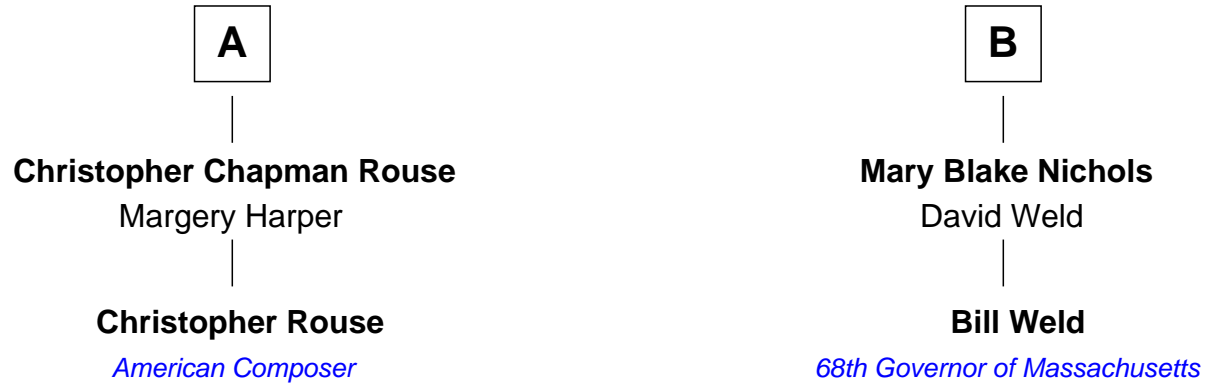 A
B
Christopher Chapman Rouse
Margery Harper
Mary Blake Nichols
David Weld
Christopher Rouse
American Composer
Bill Weld
68th Governor of Massachusetts